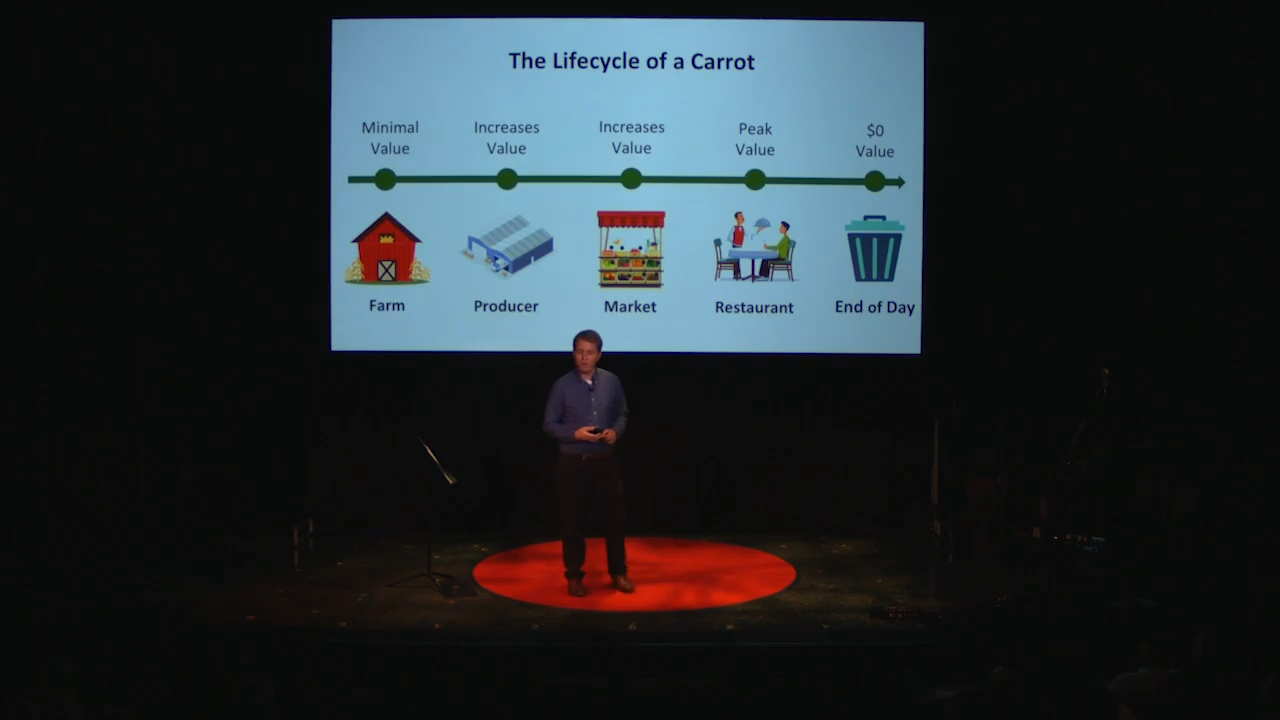 The Lifecycle of a Carrot
Minimal
Value
Increases
Value
Increases
Value
Peak
Value
$0
Value
Farm
Producer
Market
Restaurant
End of Day